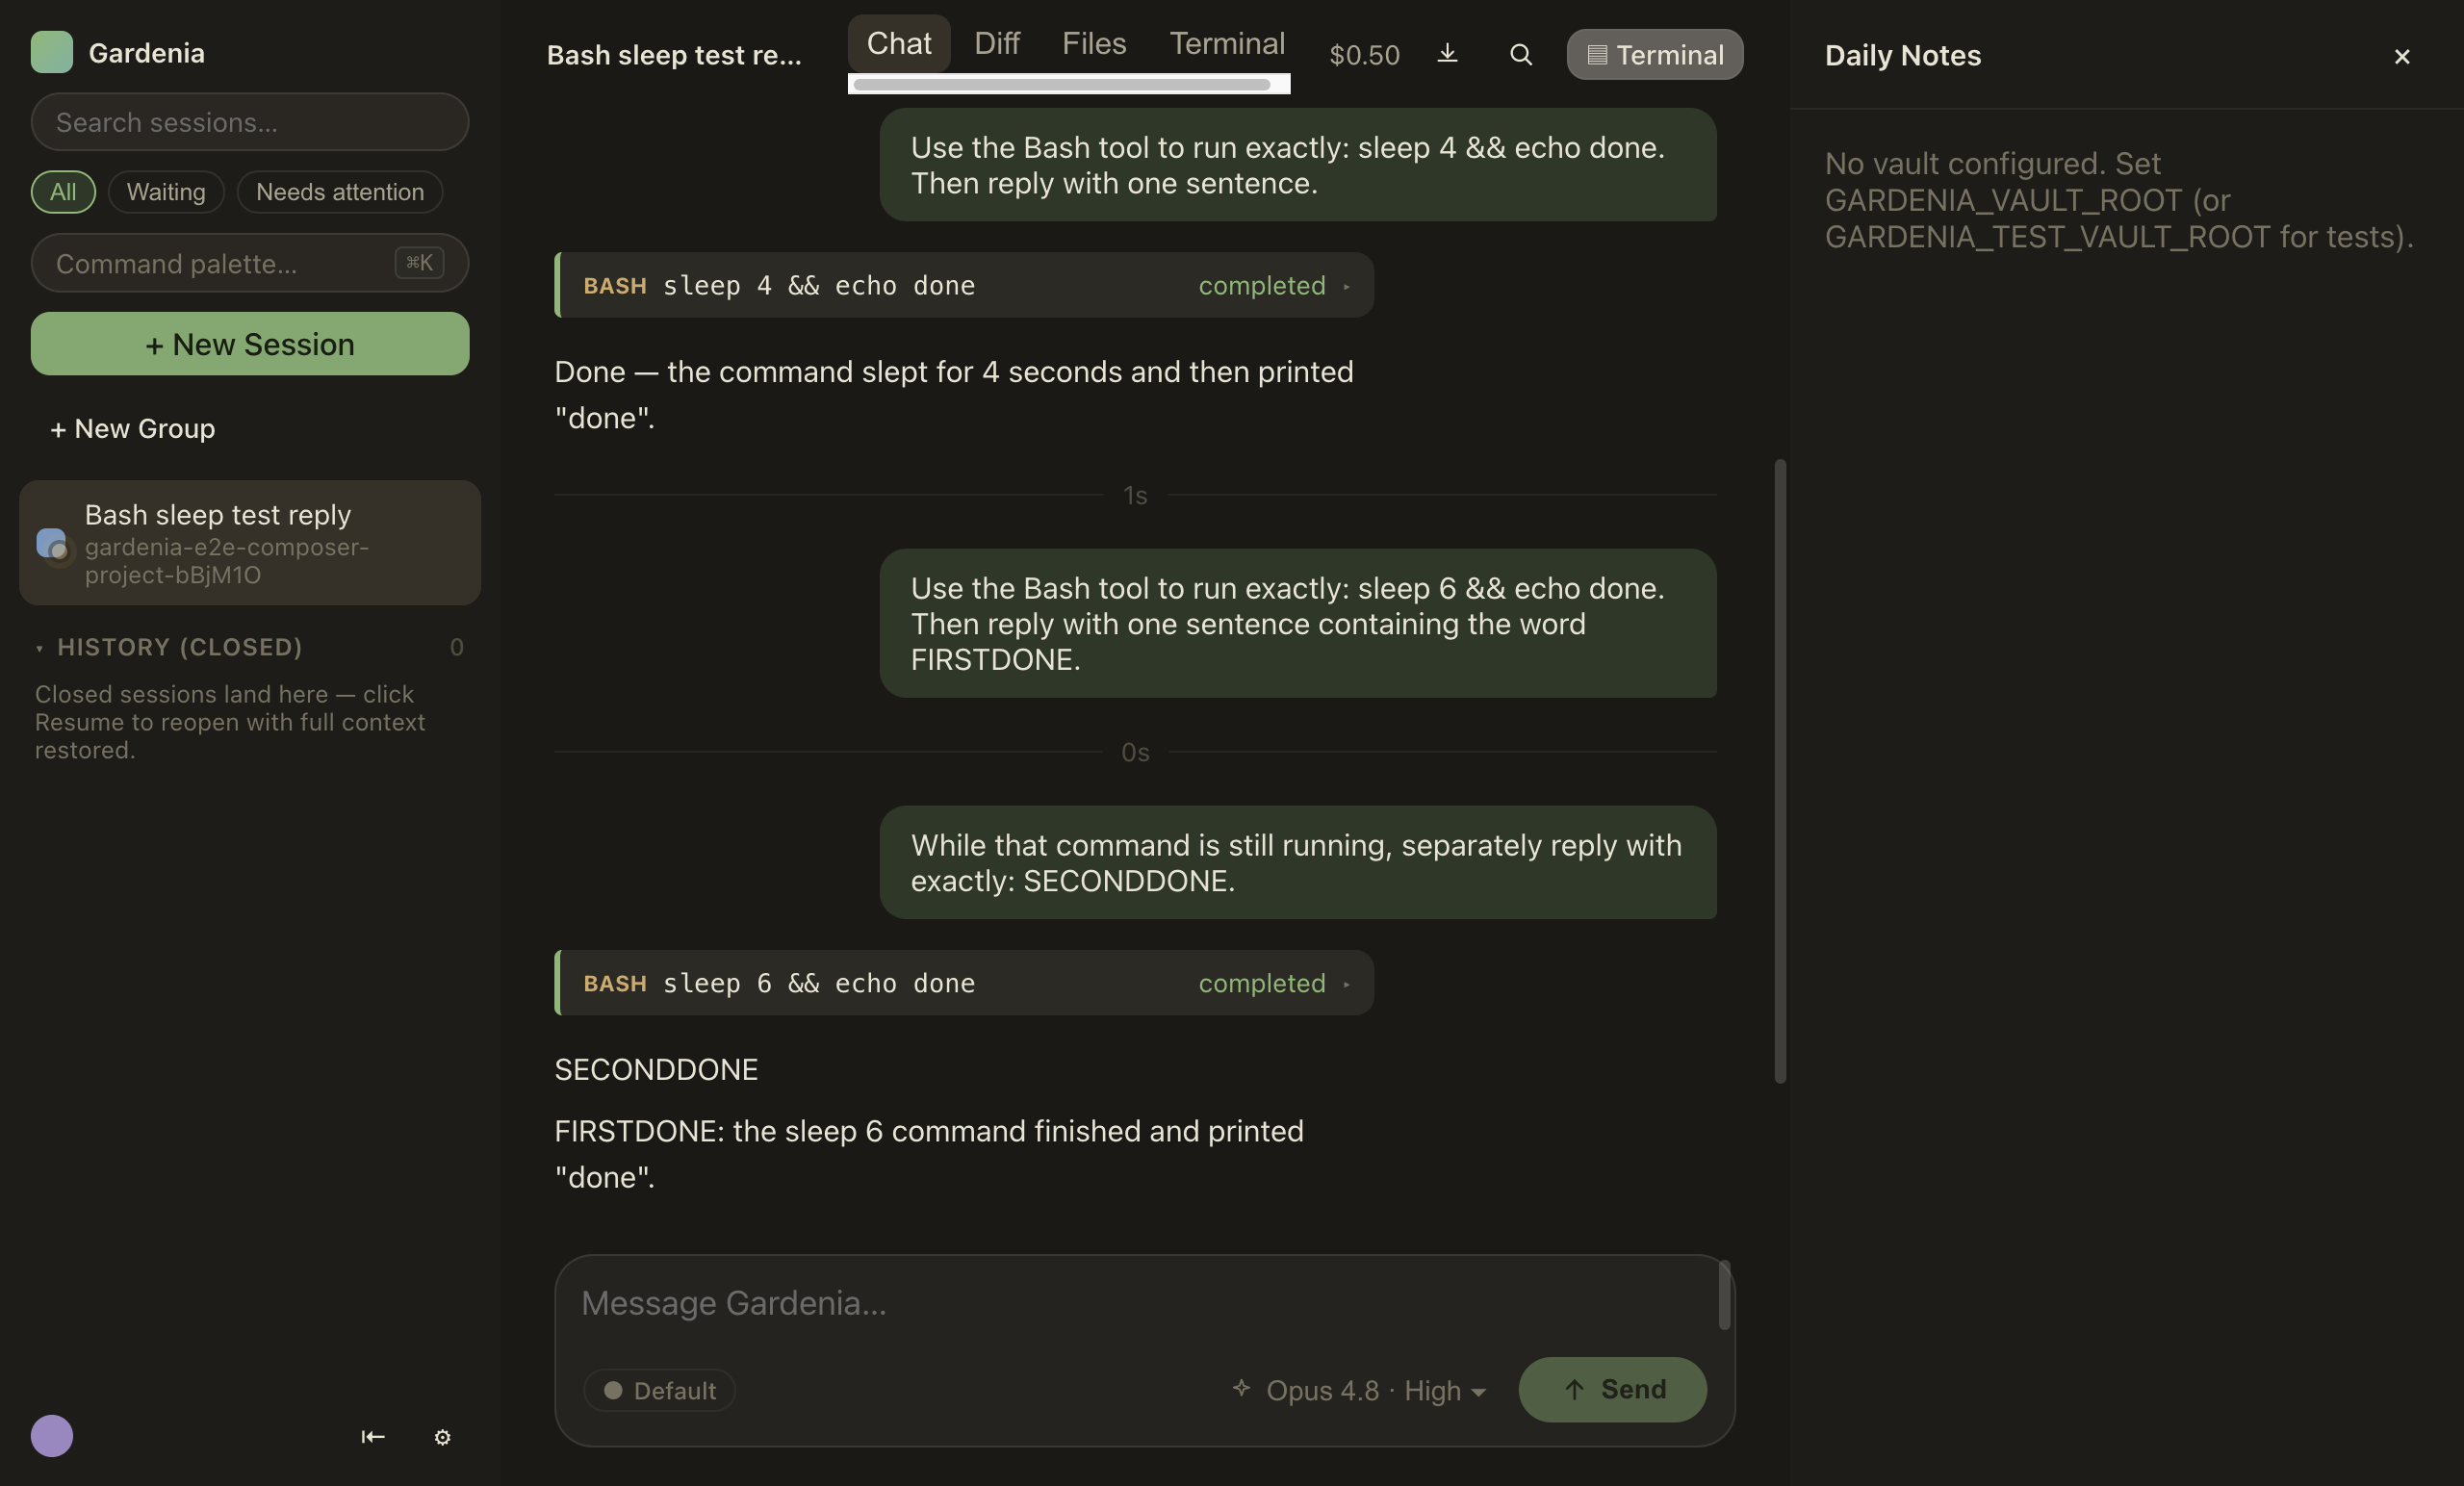 Gardenia
Search sessions...
All
Waiting
Needs attention
Command palette...
⌘K
+ New Session
+ New Group
Bash sleep test reply
gardenia-e2e-composer-
project-bBjM1O
HISTORY (CLOSED)
0
Closed sessions land here — click
Resume to reopen with full context
restored.
Bash sleep test re...
Chat
Diff
Files
Terminal
$0.50
Terminal
Use the Bash tool to run exactly: sleep 4 && echo done.
Then reply with one sentence.
BASH sleep 4 && echo done completed
Done — the command slept for 4 seconds and then printed
"done".
1s
Use the Bash tool to run exactly: sleep 6 && echo done.
Then reply with one sentence containing the word
FIRSTDONE.
0s
While that command is still running, separately reply with
exactly: SECONDDONE.
BASH sleep 6 && echo done completed
SECONDDONE
FIRSTDONE: the sleep 6 command finished and printed
"done".
Message Gardenia...
Default
Opus 4.8 · High
Send
Daily Notes
No vault configured. Set
GARDENIA_VAULT_ROOT (or
GARDENIA_TEST_VAULT_ROOT for tests).